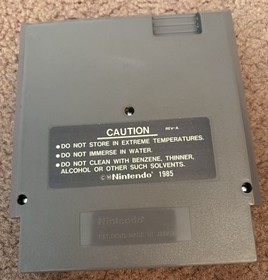 CAUTION REV-A
●DO NOT STORE IN EXTREME TEMPERATURES.
●DO NOT IMMERSE IN WATER.
●DO NOT CLEAN WITH BENZENE, THINNER,
ALCOHOL OR OTHER SUCH SOLVENTS.
©™Nintendo® 1985
Nintendo